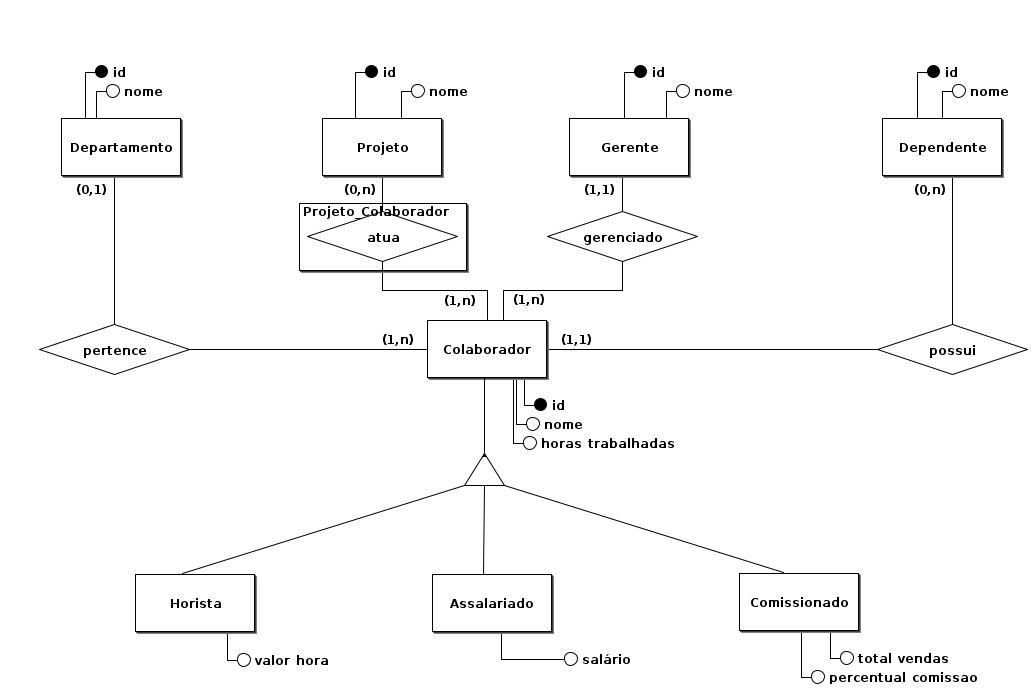 id
nome
Departamento
(0,1)
id
nome
Projeto
(0,n)
id
nome
Gerente
(1,1)
id
nome
Dependente
(0,n)
Projeto_Colaborador
atua
gerenciado
(1,n)
(1,n)
pertence
(1,n)
Colaborador
(1,1)
possui
id
nome
horas trabalhadas
Horista
valor hora
Assalariado
salário
Comissionado
total vendas
percentual comissao